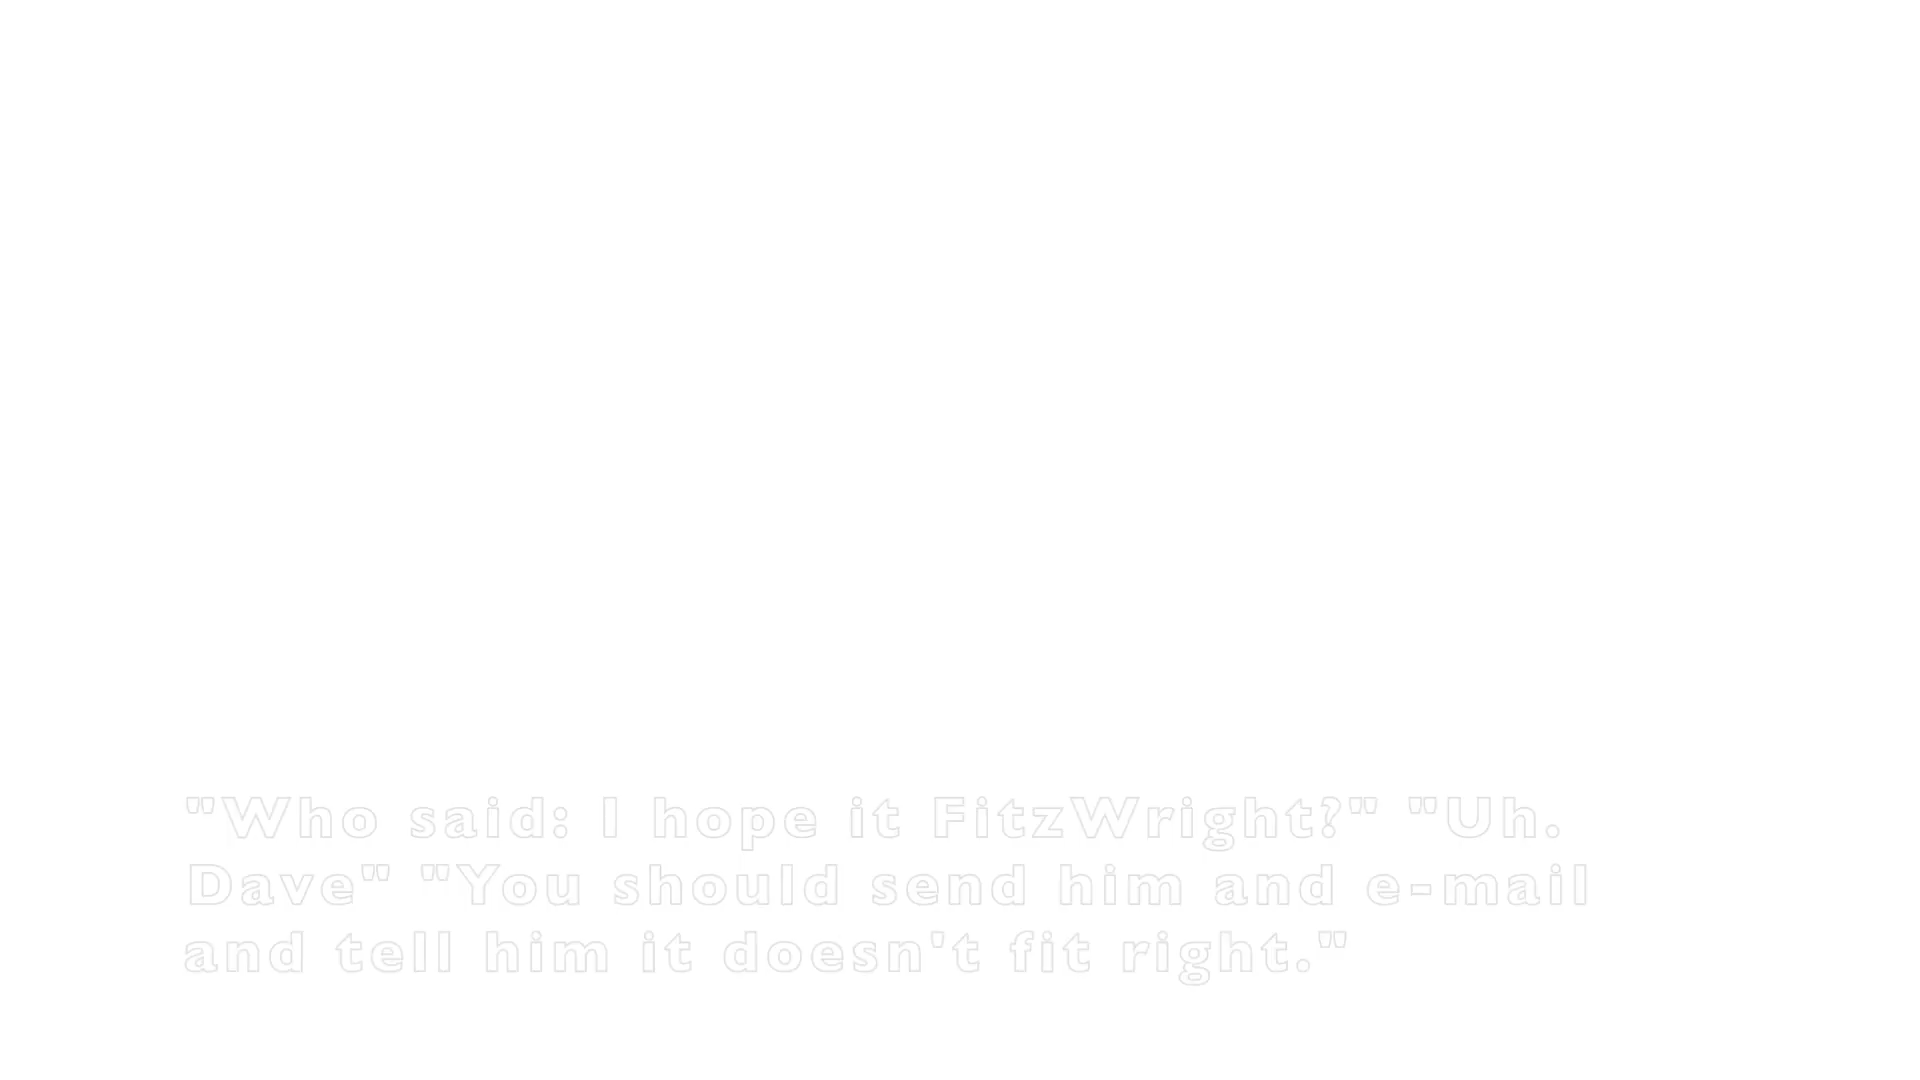 "Who said: I hope it FitzWright?" "Uh.
Dave" "You should send him and e-mail
and tell him it doesn't fit right."